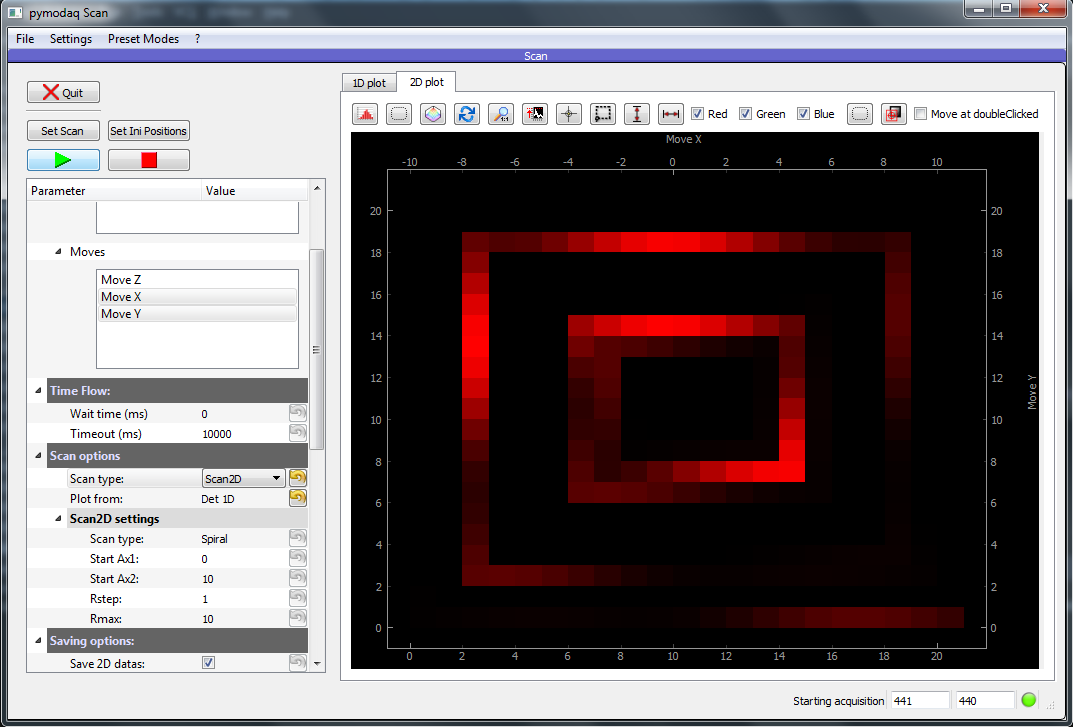 pymodaq Scan
File Settings Preset Modes ?
Scan
Quit
Set Scan Set Ini Positions
Parameter Value
Moves
Move Z
Move X
Move Y
Time Flow:
Wait time (ms) 0
Timeout (ms) 10000
Scan options
Scan type: Scan2D
Plot from: Det 1D
Scan2D settings
Scan type: Spiral
Start Ax1: 0
Start Ax2: 10
Rstep: 1
Rmax: 10
Saving options:
Save 2D datas:
1D plot 2D plot
Red Green Blue Move at doubleClicked
Move X
-10 -8 -6 -4 -2 0 2 4 6 8 10
20 20
18 18
16 16
14 14
12 12
10 10
8 8
6 6
4 4
2 2
0 0
Move Y
0 2 4 6 8 10 12 14 16 18 20
Starting acquisition 441 440